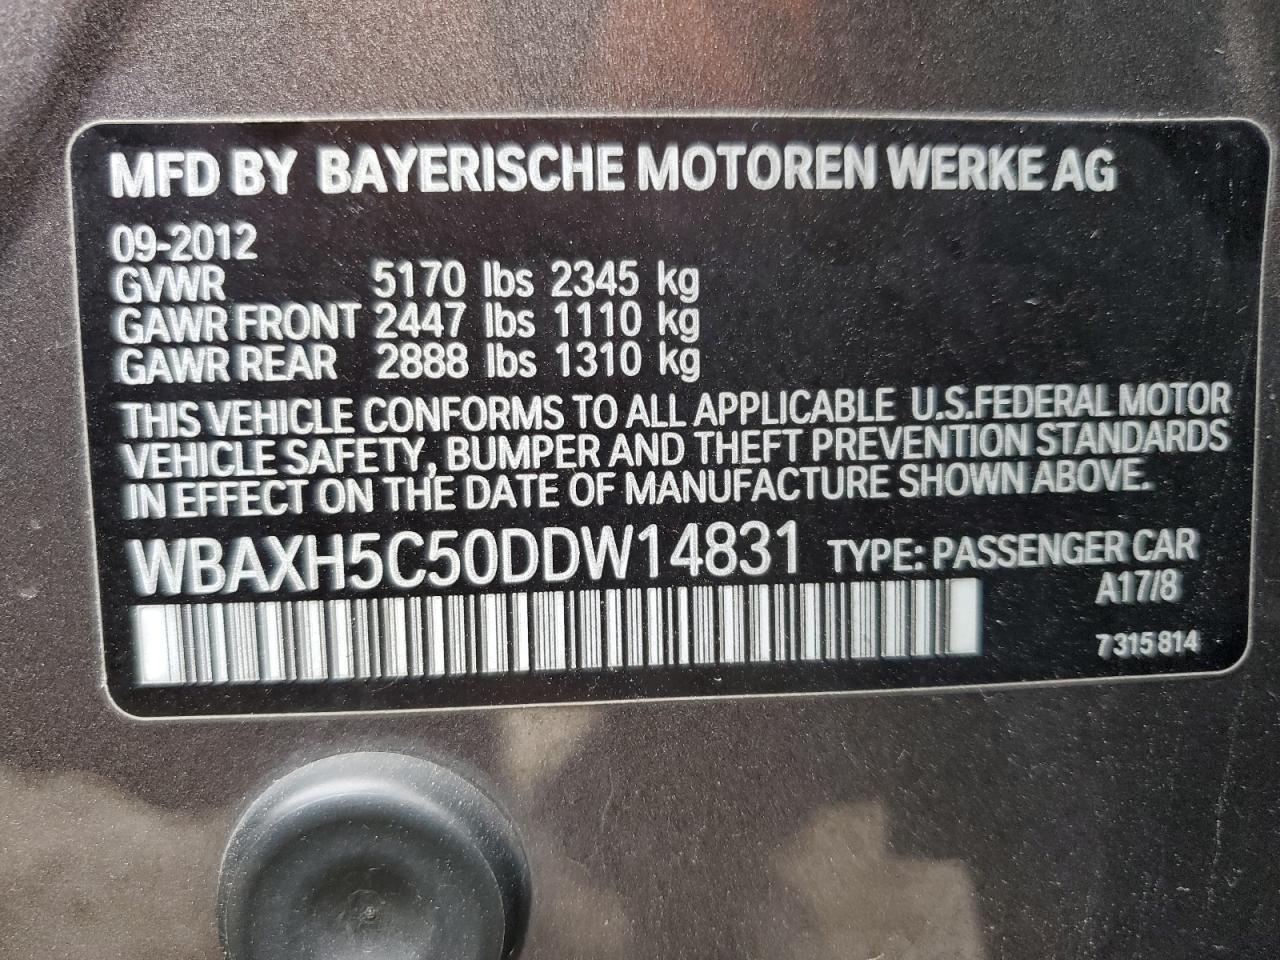 MFD BY BAYERISCHE MOTOREN WERKE AG
09-2012
GVWR 5170 lbs 2345 kg
GAWR FRONT 2447 lbs 1110 kg
GAWR REAR 2888 lbs 1310 kg
THIS VEHICLE CONFORMS TO ALL APPLICABLE U.S.FEDERAL MOTOR
VEHICLE SAFETY, BUMPER AND THEFT PREVENTION STANDARDS
IN EFFECT ON THE DATE OF MANUFACTURE SHOWN ABOVE.
WBAXH5C50DDW14831 TYPE: PASSENGER CAR
A17/8
7315814